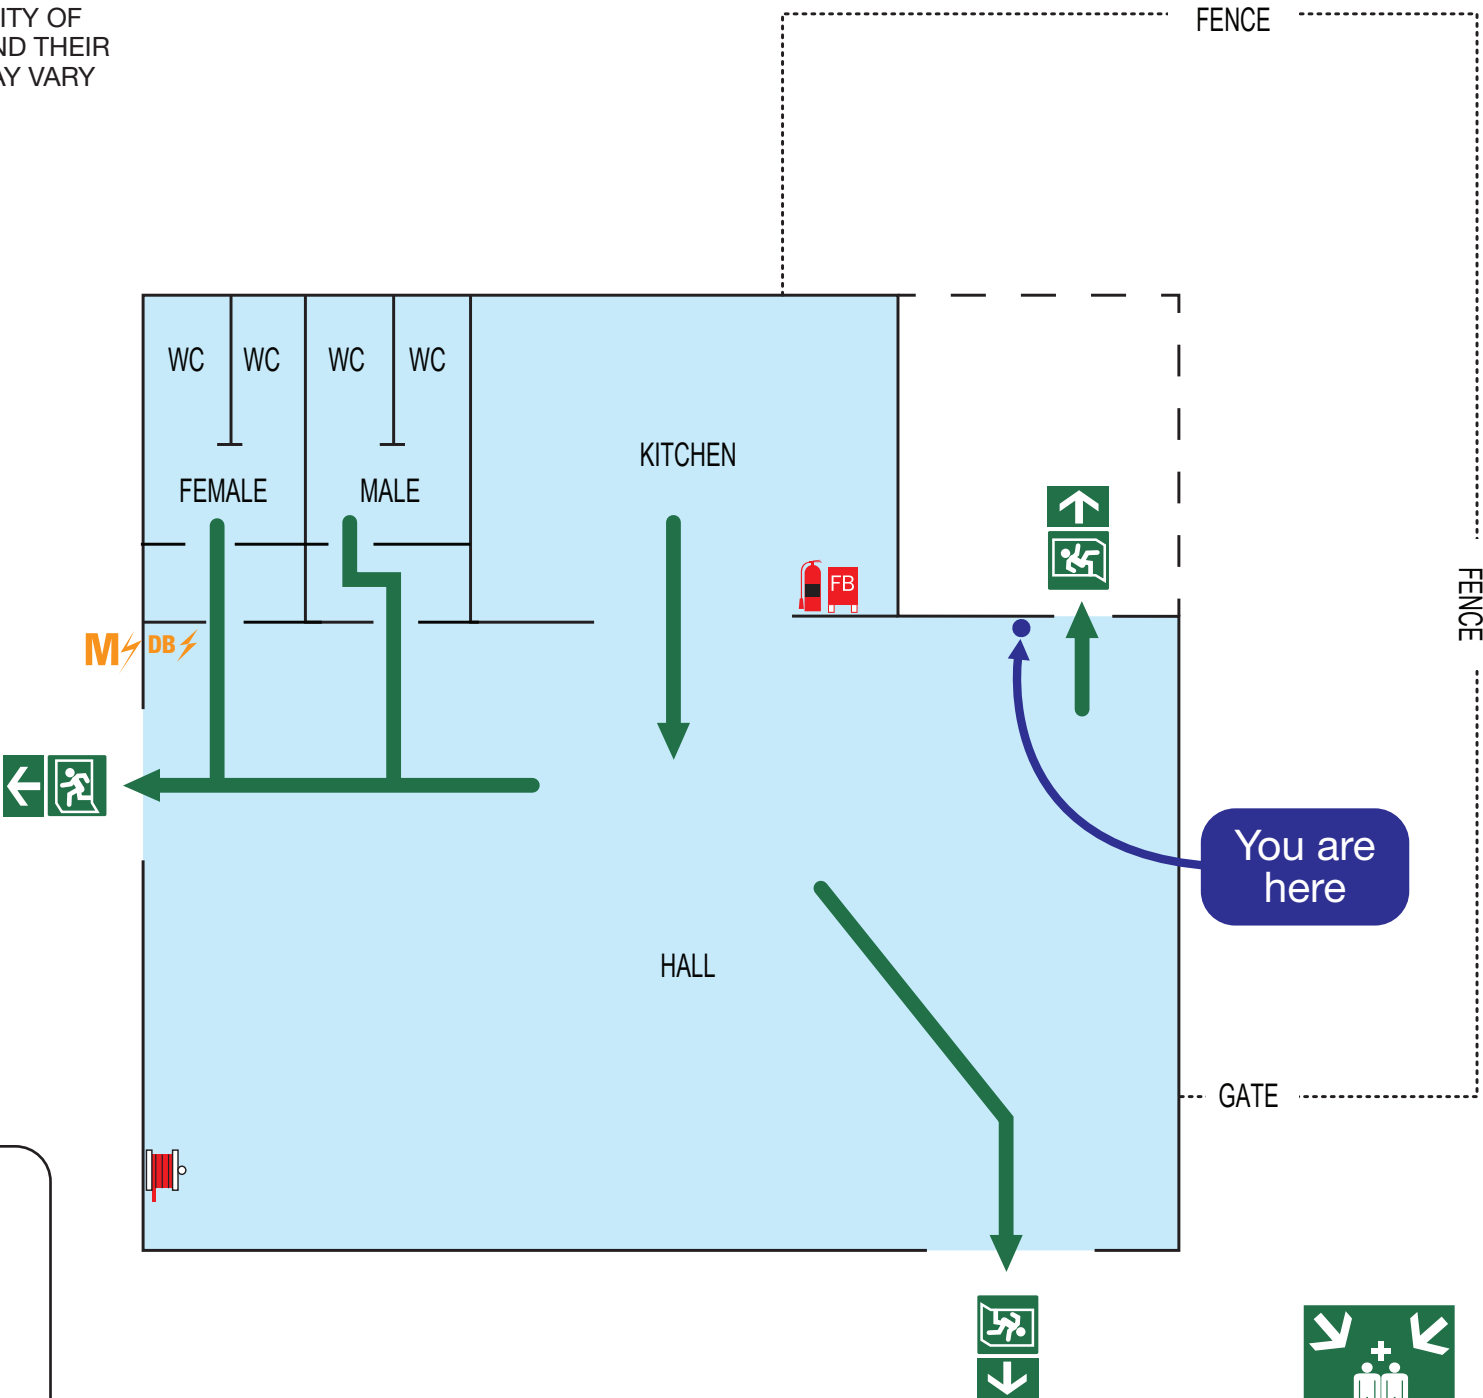 ITY OF
ND THEIR
AY VARY
FENCE
WC
WC
WC
WC
KITCHEN
FEMALE
MALE
FB
FENCE
M
DB
You are
here
HALL
GATE